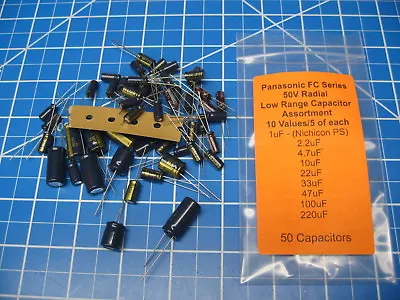 Panasonic FC Series
50V Radial
Low Range Capacitor
Assortment
10 Values/5 of each
1uF - (Nichicon PS)
2.2uF
4.7uF
10uF
22uF
33uF
47uF
100uF
220uF
50 Capacitors